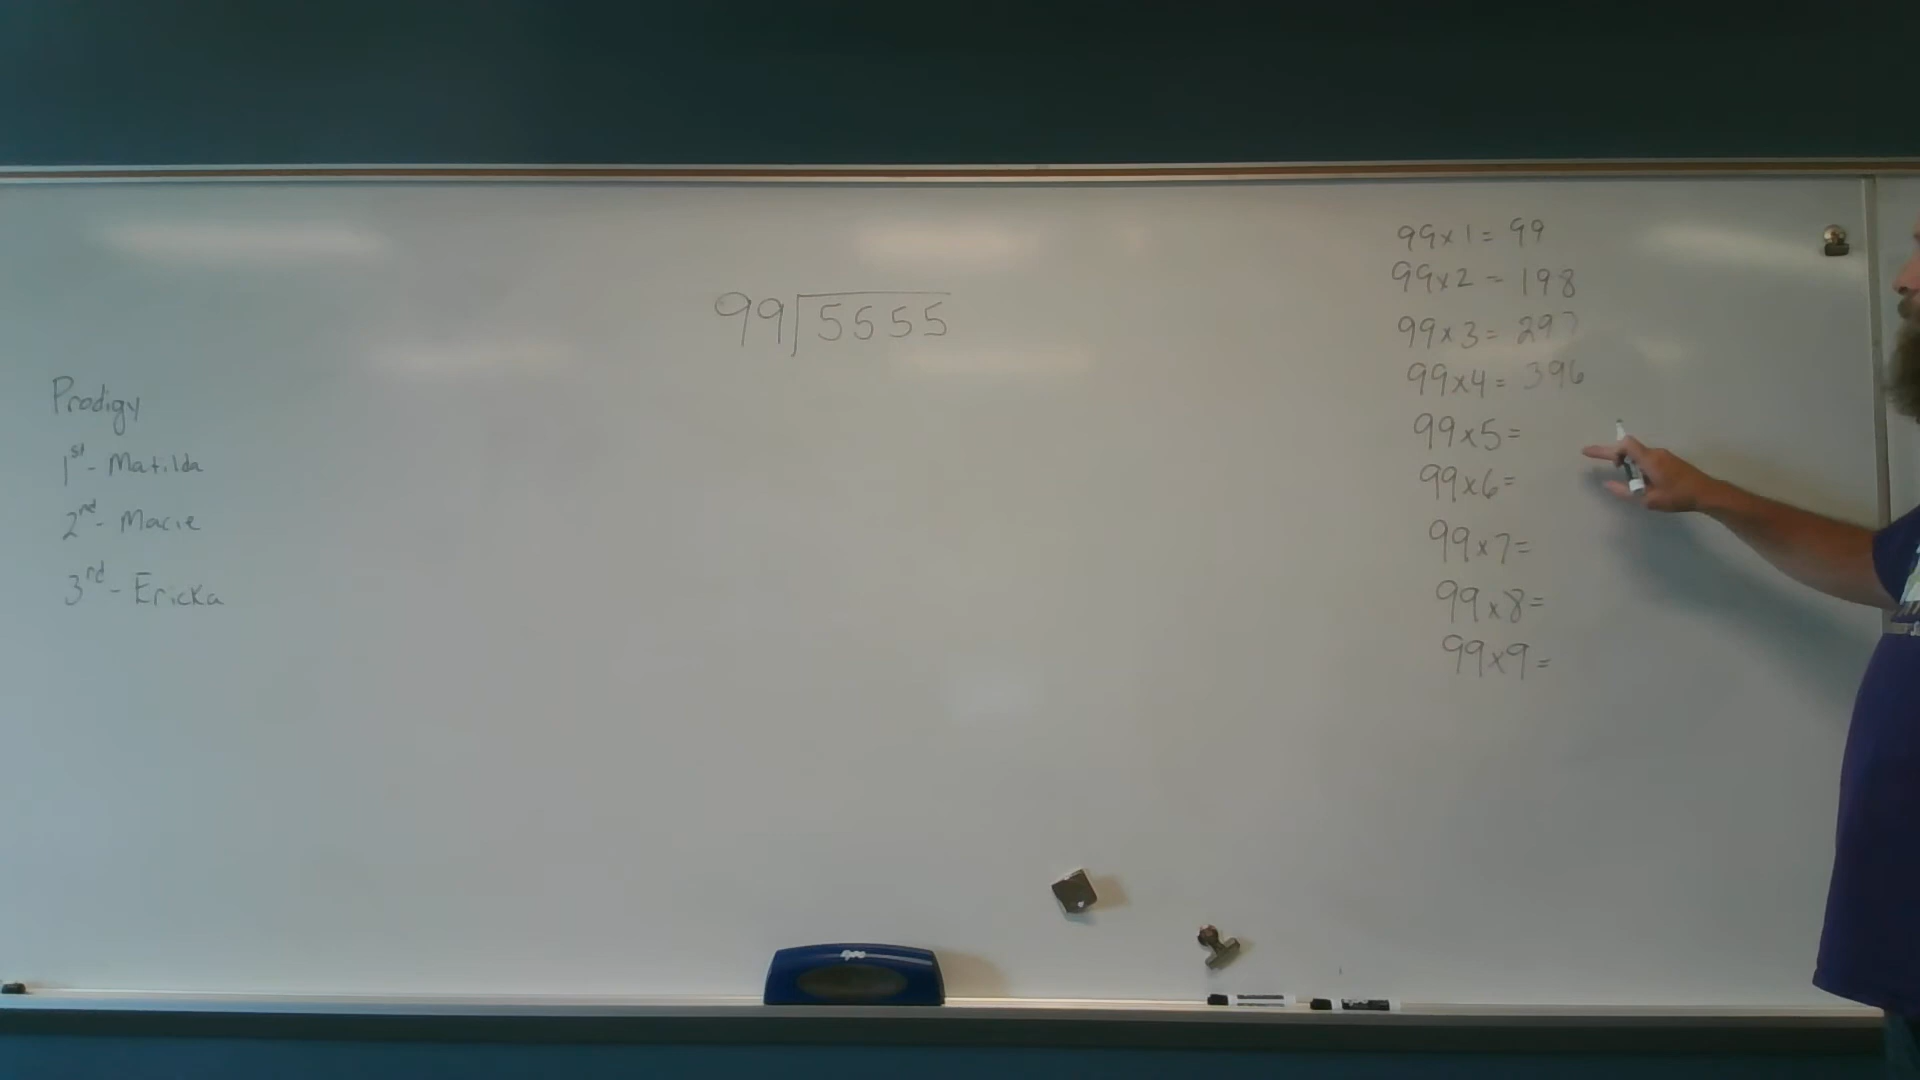 Prodigy
1st - Matilda
2nd - Macie
3rd - Ericka
99)5555
99x1= 99
99x2 = 198
99x3= 297
99x4= 396
99x5=
99x6=
99x7=
99x8=
99x9=
expo